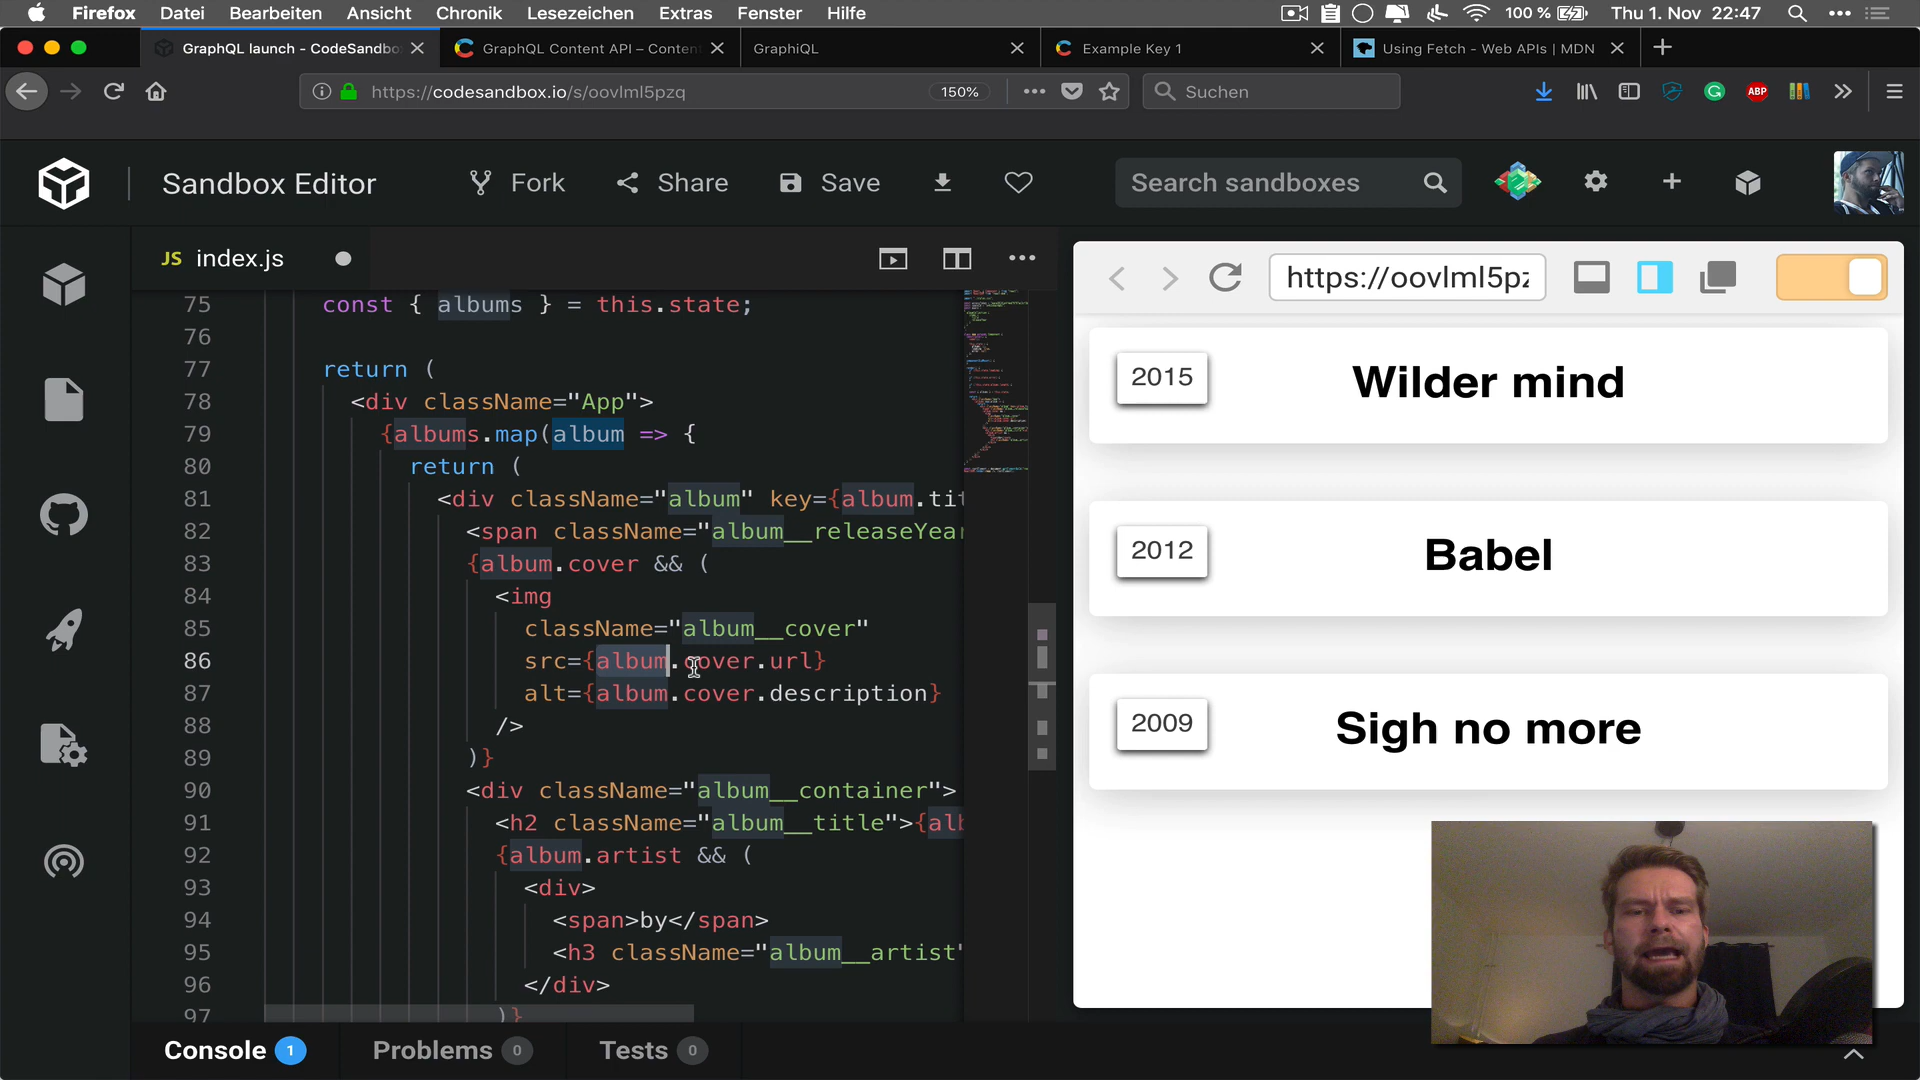 Firefox Datei Bearbeiten Ansicht Chronik Lesezeichen Extras Fenster Hilfe 100 % Thu 1. Nov 22:47
GraphQL launch - CodeSandbo GraphQL Content API – Conten GraphiQL Example Key 1 Using Fetch - Web APIs | MDN
https://codesandbox.io/s/oovlml5pzq 150% Suchen ABP
Sandbox Editor Fork Share Save Search sandboxes
JS index.js
https://oovlml5pz
75 const { albums } = this.state;
76
77 return (
78 <div className="App">
79 {albums.map(album => {
80 return (
81 <div className="album" key={album.tit
82 <span className="album__releaseYear
83 {album.cover && (
84 <img
85 className="album__cover"
86 src={album.cover.url}
87 alt={album.cover.description}
88 />
89 )}
90 <div className="album__container">
91 <h2 className="album__title">{alb
92 {album.artist && (
93 <div>
94 <span>by</span>
95 <h3 className="album__artist"
96 </div>
97 )}
2015 Wilder mind
2012 Babel
2009 Sigh no more
Console 1 Problems 0 Tests 0